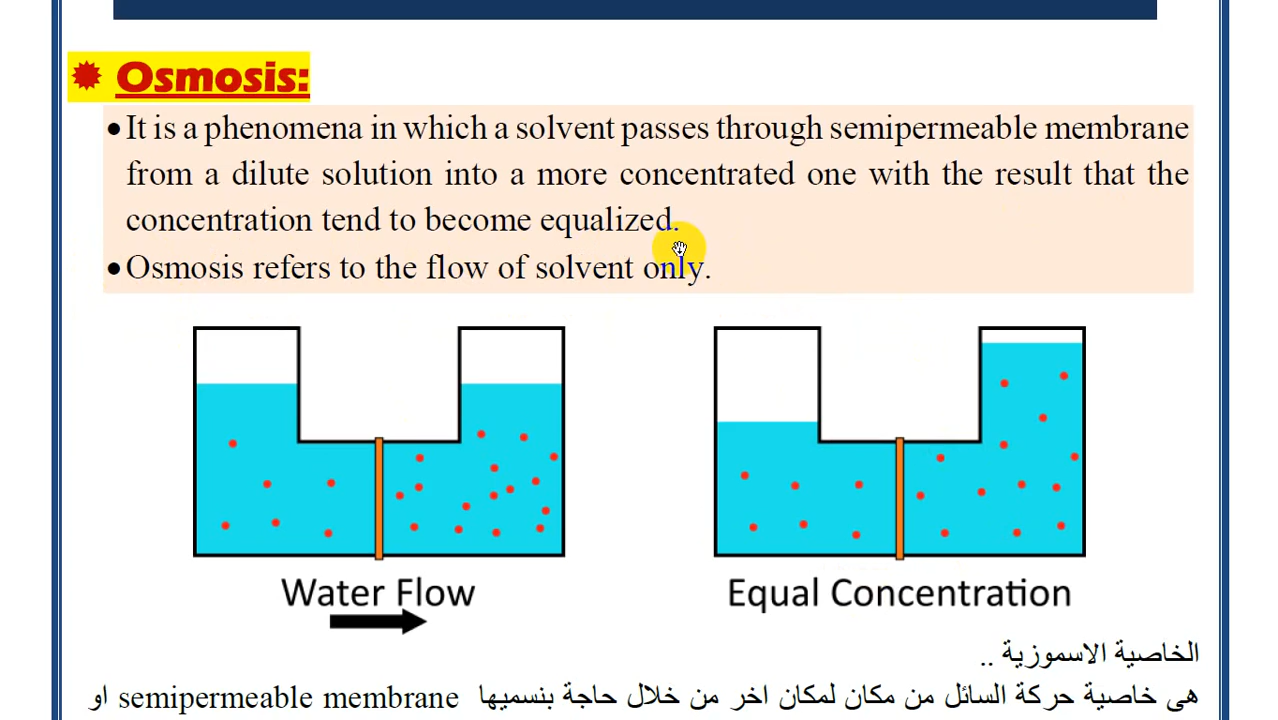 Osmosis:
•It is a phenomena in which a solvent passes through semipermeable membrane
from a dilute solution into a more concentrated one with the result that the
concentration tend to become equalized.
•Osmosis refers to the flow of solvent only.
Water Flow
Equal Concentration
الخاصية الاسموزية ..
هى خاصية حركة السائل من مكان لمكان اخر من خلال حاجة بنسميها semipermeable membrane او